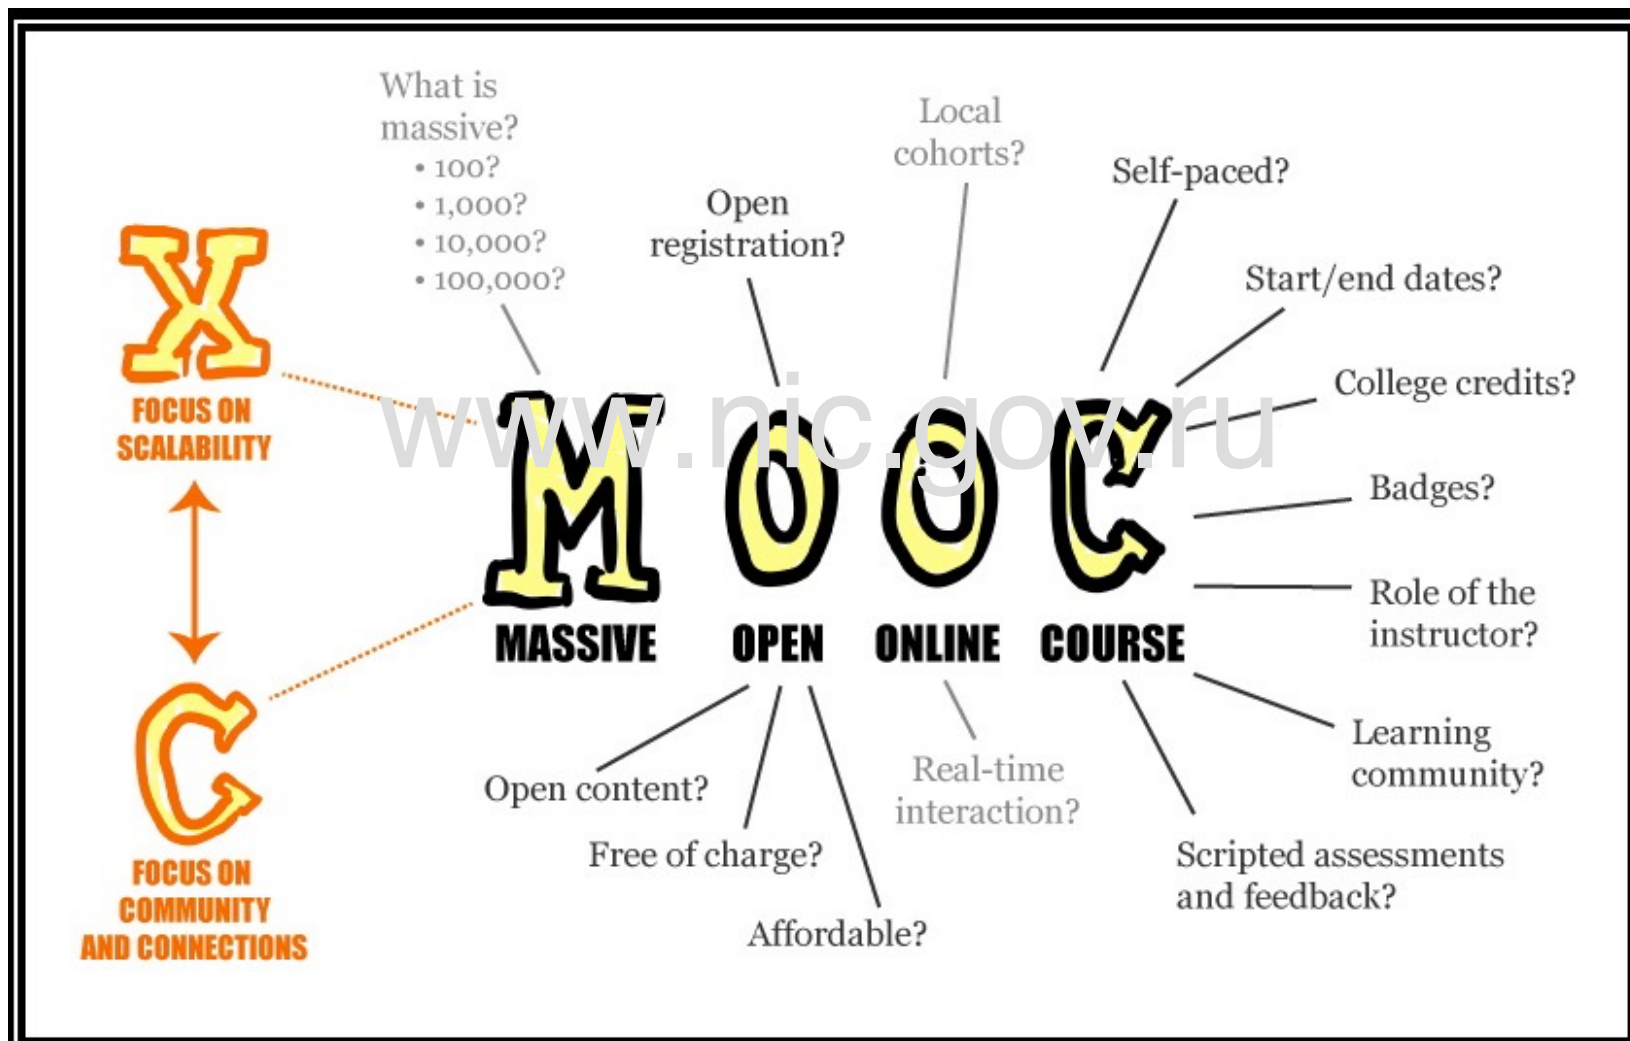 What is
massive?
• 100?
• 1,000?
• 10,000?
• 100,000?
Open
registration?
Local
cohorts?
Self-paced?
Start/end dates?
College credits?
Badges?
Role of the
instructor?
Learning
community?
Scripted assessments
and feedback?
X
FOCUS ON
SCALABILITY
C
FOCUS ON
COMMUNITY
AND CONNECTIONS
MOOC
MASSIVE OPEN ONLINE COURSE
www.nic.gov.ru
Open content?
Free of charge?
Affordable?
Real-time
interaction?